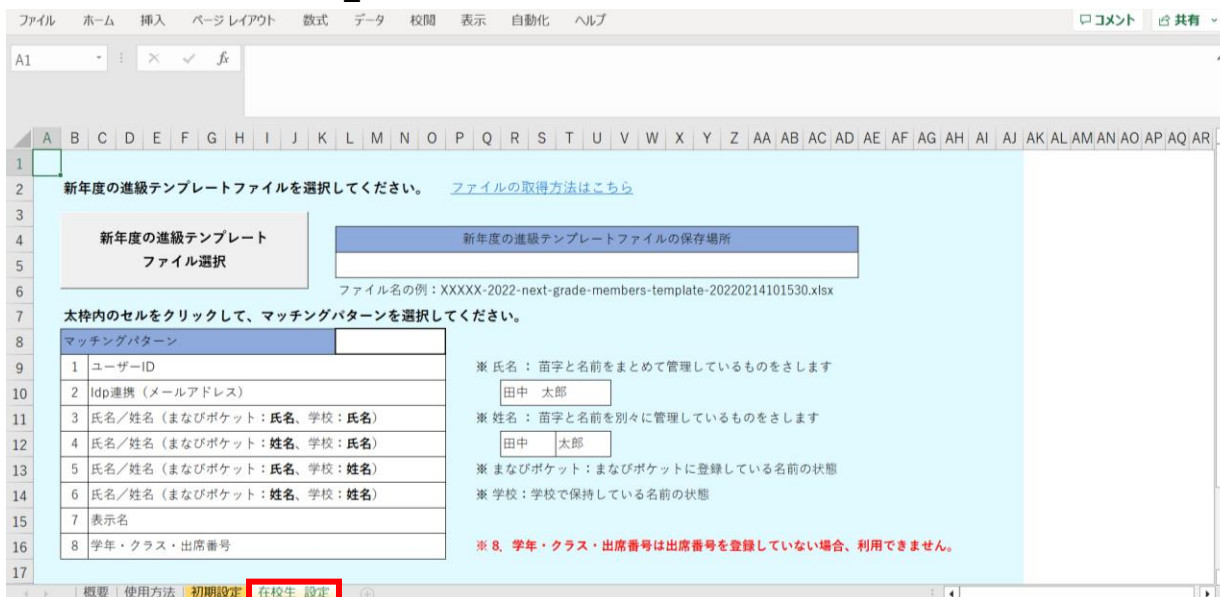 ファイル ホーム 挿入 ページ レイアウト 数式 データ 校閲 表示 自動化 ヘルプ コメント 共有
A1 fx
A B C D E F G H I J K L M N O P Q R S T U V W X Y Z AA AB AC AD AE AF AG AH AI AJ AK AL AM AN AO AP AQ AR
1
2 新年度の進級テンプレートファイルを選択してください。 ファイルの取得方法はこちら
3
4 新年度の進級テンプレート 新年度の進級テンプレートファイルの保存場所
5 ファイル選択
6 ファイル名の例：XXXXX-2022-next-grade-members-template-20220214101530.xlsx
7 太枠内のセルをクリックして、マッチングパターンを選択してください。
8 マッチングパターン
9 1 ユーザーID ※ 氏名 ： 苗字と名前をまとめて管理しているものをさします
10 2 Idp連携（メールアドレス） 田中 太郎
11 3 氏名／姓名（まなびポケット：氏名、学校：氏名） ※ 姓名 ： 苗字と名前を別々に管理しているものをさします
12 4 氏名／姓名（まなびポケット：姓名、学校：氏名） 田中 太郎
13 5 氏名／姓名（まなびポケット：氏名、学校：姓名） ※ まなびポケット：まなびポケットに登録している名前の状態
14 6 氏名／姓名（まなびポケット：姓名、学校：姓名） ※ 学校：学校で保持している名前の状態
15 7 表示名
16 8 学年・クラス・出席番号 ※ 8．学年・クラス・出席番号は出席番号を登録していない場合、利用できません。
17
概要 使用方法 初期設定 在校生_設定